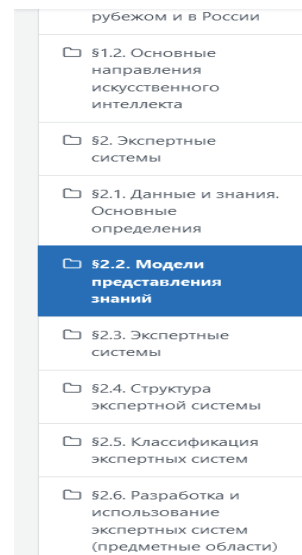 рубежом и в России
§1.2. Основные
направления
искусственного
интеллекта
§2. Экспертные
системы
§2.1. Данные и знания.
Основные
определения
§2.2. Модели
представления
знаний
§2.3. Экспертные
системы
§2.4. Структура
экспертной системы
§2.5. Классификация
экспертных систем
§2.6. Разработка и
использование
экспертных систем
(предметные области)